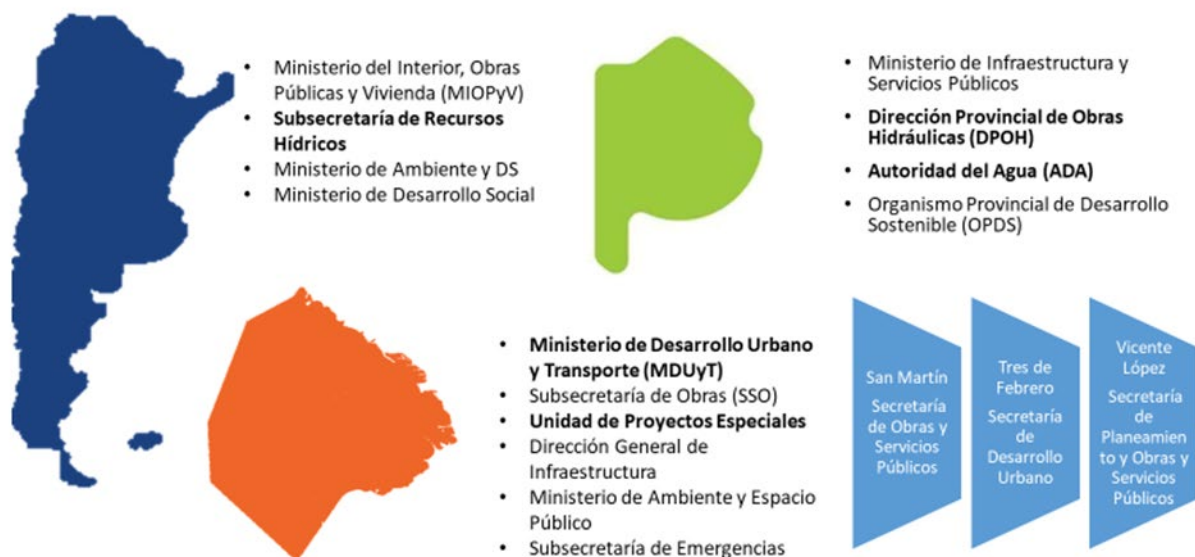 • Ministerio del Interior, Obras
Públicas y Vivienda (MIOPyV)
• Subsecretaría de Recursos
Hídricos
• Ministerio de Ambiente y DS
• Ministerio de Desarrollo Social
• Ministerio de Infraestructura y
Servicios Públicos
• Dirección Provincial de Obras
Hidráulicas (DPOH)
• Autoridad del Agua (ADA)
• Organismo Provincial de Desarrollo
Sostenible (OPDS)
• Ministerio de Desarrollo Urbano
y Transporte (MDUyT)
• Subsecretaría de Obras (SSO)
• Unidad de Proyectos Especiales
• Dirección General de
Infraestructura
• Ministerio de Ambiente y Espacio
Público
• Subsecretaría de Emergencias
San Martín
Secretaría
de Obras y
Servicios
Públicos
Tres de
Febrero
Secretaría
de
Desarrollo
Urbano
Vicente
López
Secretaría
de
Planeamien
to y Obras y
Servicios
Públicos